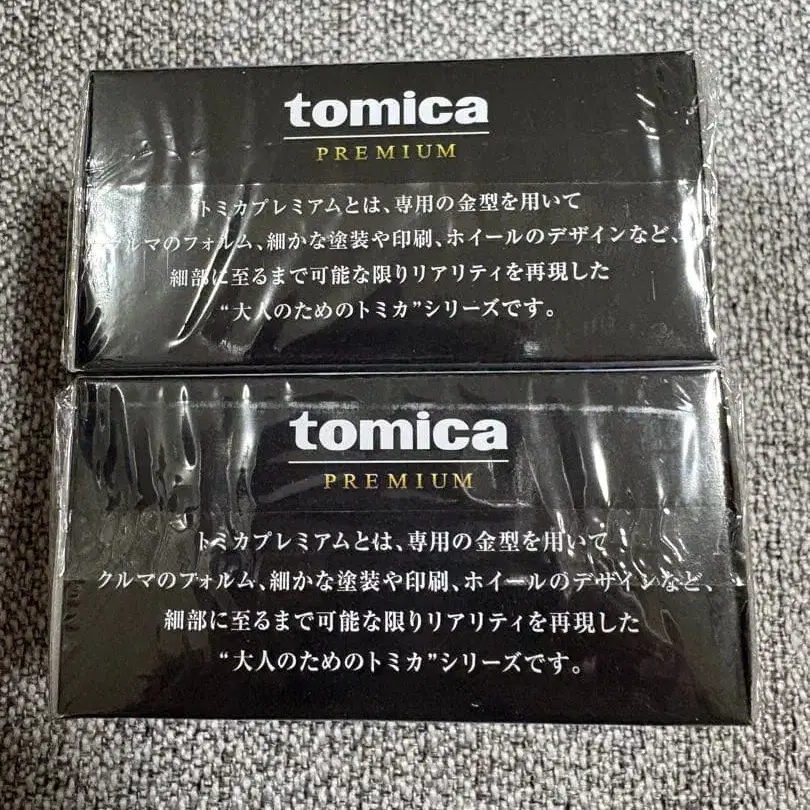 tomica
PREMIUM
トミカプレミアムとは、専用の金型を用いて
クルマのフォルム、細かな塗装や印刷、ホイールのデザインなど、
細部に至るまで可能な限りリアリティを再現した
“大人のためのトミカ”シリーズです。
tomica
PREMIUM
トミカプレミアムとは、専用の金型を用いて
クルマのフォルム、細かな塗装や印刷、ホイールのデザインなど、
細部に至るまで可能な限りリアリティを再現した
“大人のためのトミカ”シリーズです。